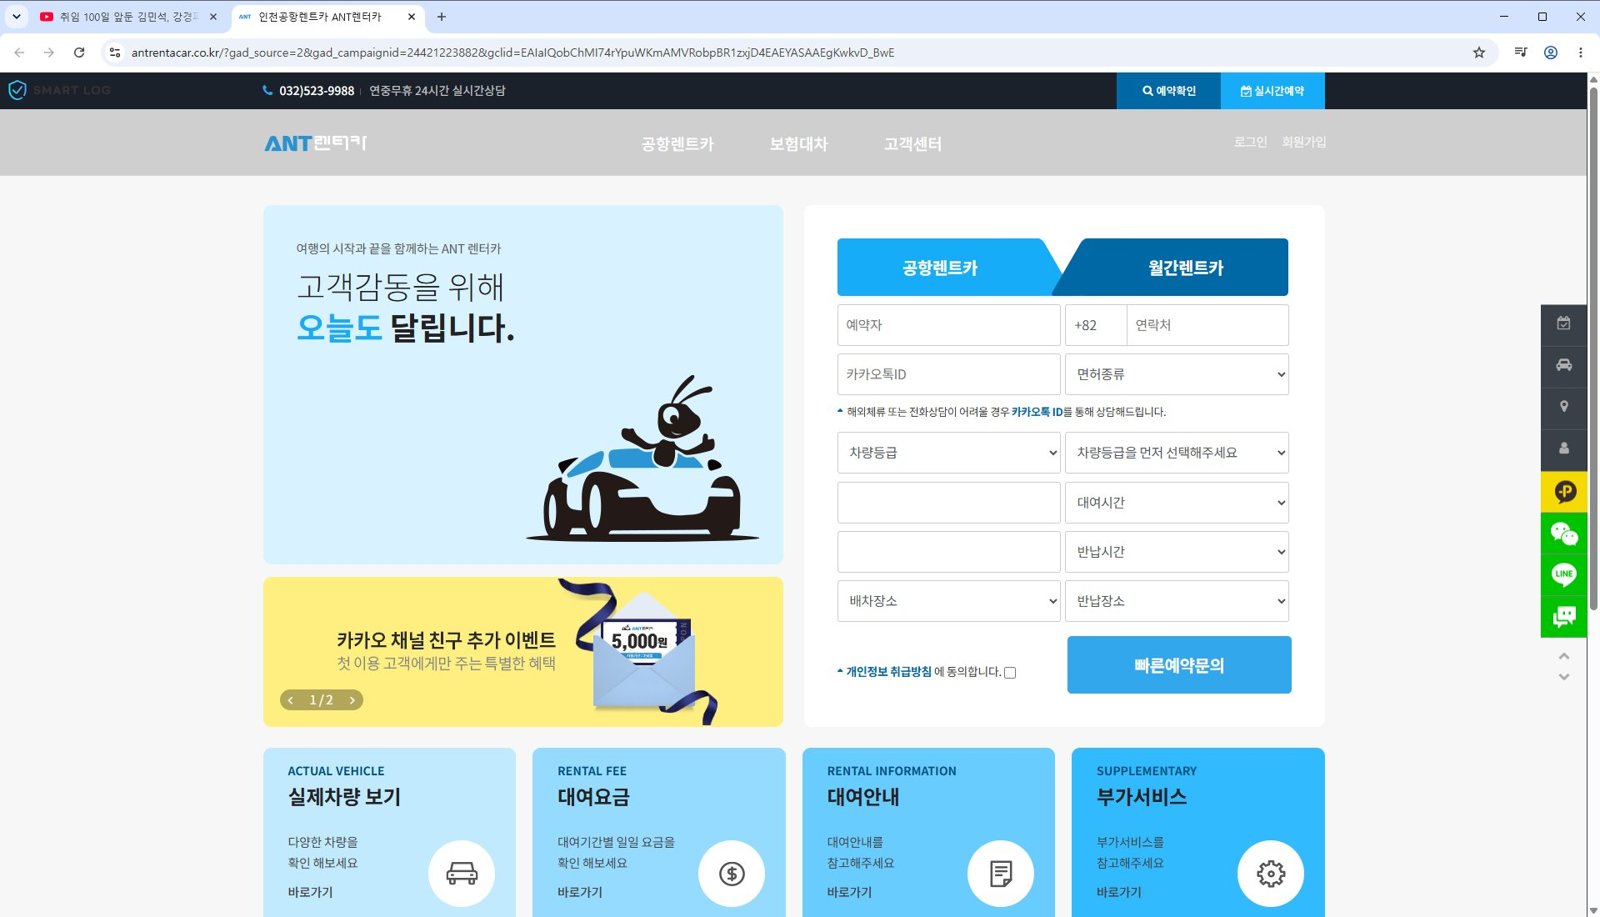 취임 100일 앞둔 김민석, 강경파
ANT 인천공항렌트카 ANT렌터카
antrentacar.co.kr/?gad_source=2&gad_campaignid=24421223882&gclid=EAIaIQobChMI74rYpuWKmAMVRobpBR1zxjD4EAEYASAAEgKwkvD_BwE
SMART LOG
032)523-9988 연중무휴 24시간 실시간상담
예약확인
실시간예약
ANT렌터카
공항렌트카 보험대차 고객센터
로그인 회원가입
여행의 시작과 끝을 함께하는 ANT 렌터카
고객감동을 위해
오늘도 달립니다.
카카오 채널 친구 추가 이벤트
첫 이용 고객에게만 주는 특별한 혜택
ANT렌터카
5,000원
1 / 2
공항렌트카
월간렌트카
예약자
+82
연락처
카카오톡ID
면허종류
해외체류 또는 전화상담이 어려울 경우 카카오톡 ID를 통해 상담해드립니다.
차량등급
차량등급을 먼저 선택해주세요
대여시간
반납시간
배차장소
반납장소
개인정보 취급방침 에 동의합니다.
빠른예약문의
P
LINE
ACTUAL VEHICLE
실제차량 보기
다양한 차량을
확인 해보세요
바로가기
RENTAL FEE
대여요금
대여기간별 일일 요금을
확인 해보세요
바로가기
RENTAL INFORMATION
대여안내
대여안내를
참고해주세요
바로가기
SUPPLEMENTARY
부가서비스
부가서비스를
참고해주세요
바로가기